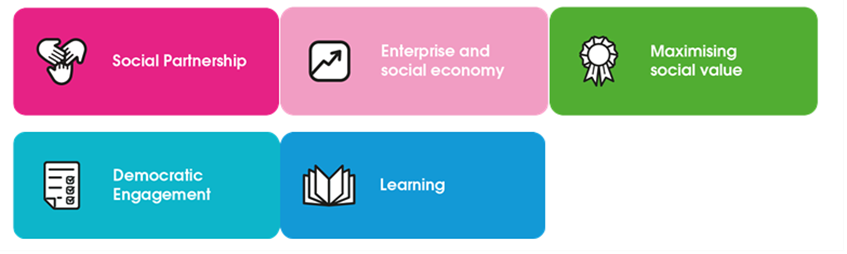 Social Partnership
Enterprise and
social economy
Maximising
social value
Democratic
Engagement
Learning